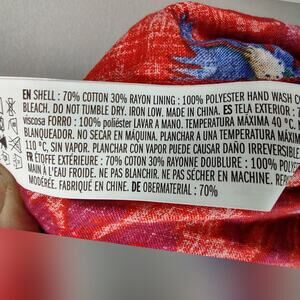 EN SHELL : 70% COTTON 30% RAYON LINING : 100% POLYESTER HAND WASH
BLEACH. DO NOT TUMBLE DRY. IRON LOW. MADE IN CHINA. ES TELA EXTERIOR :
viscosa FORRO : 100% poliéster LAVAR A MANO. TEMPERATURA MÁXIMA 40 °C
BLANQUEADOR. NO SECAR EN MÁQUINA. PLANCHAR A UNA TEMPERATURA MÁXIMA
110 °C, SIN VAPOR. PLANCHAR CON VAPOR PUEDE CAUSAR DAÑO IRREVERSIBLE
FR ÉTOFFE EXTÉRIEURE : 70% COTON 30% RAYONNE DOUBLURE : 100%
MAIN À L'EAU FROIDE. NE PAS BLANCHIR. NE PAS SÉCHER EN MACHINE.
MODÉRÉE. FABRIQUÉ EN CHINE. DE OBERMATERIAL : 70%